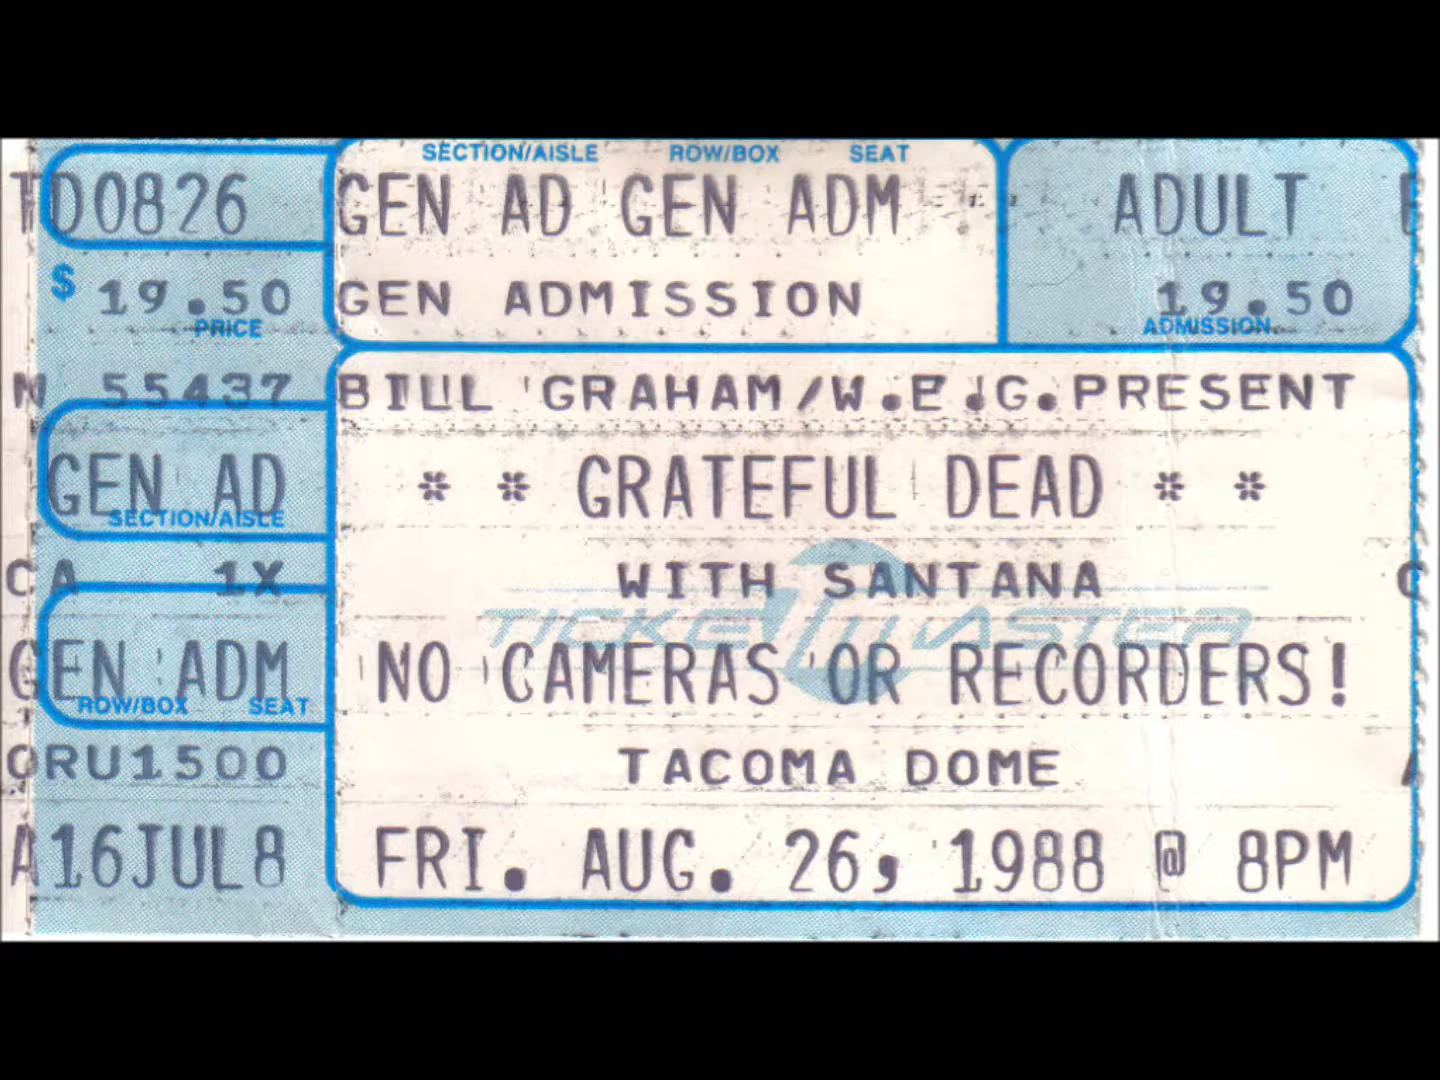 SECTION/AISLE ROW/BOX SEAT
TD0826 GEN AD GEN ADM ADULT
$ 19.50 GEN ADMISSION 19.50
PRICE ADMISSION
N 55437 BILL GRAHAM/W.E.G.PRESENT
GEN AD * * GRATEFUL DEAD * *
SECTION/AISLE
CA 1X WITH SANTANA
TICKETMASTER
GEN ADM NO CAMERAS OR RECORDERS!
ROW/BOX SEAT
ORU1500 TACOMA DOME
A16JUL8 FRI. AUG. 26, 1988 @ 8PM